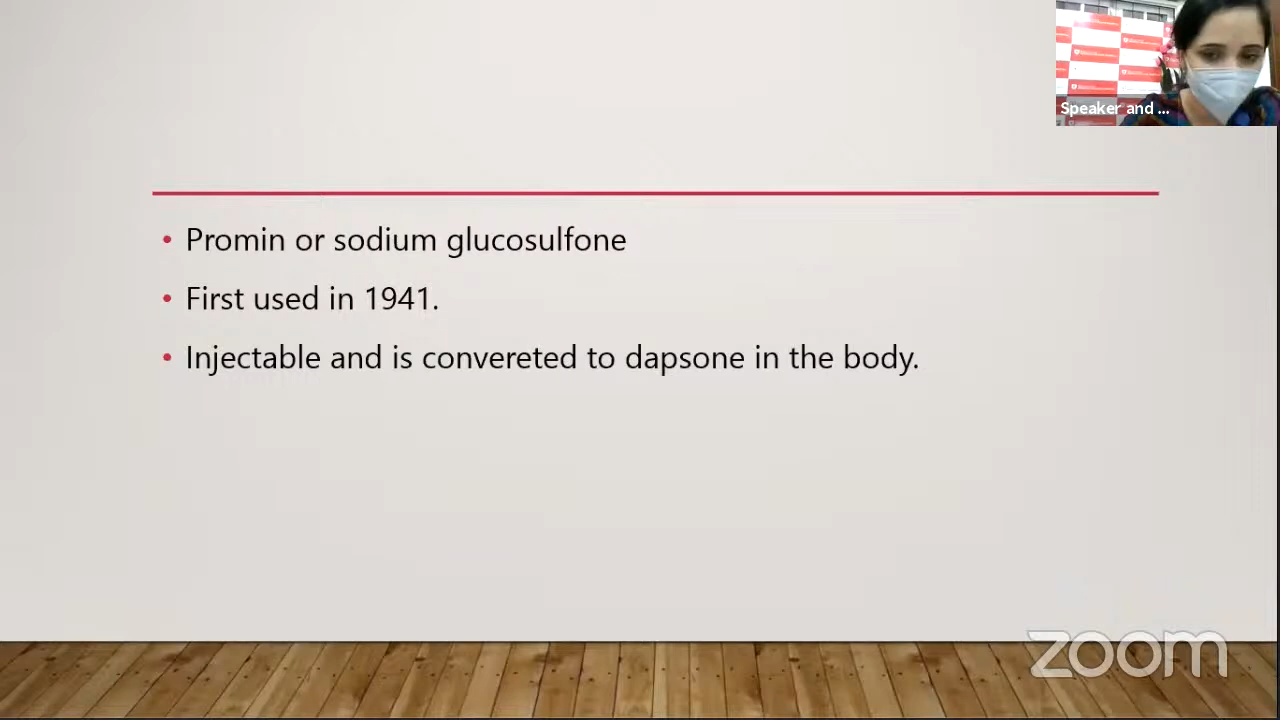 Speaker and ...
• Promin or sodium glucosulfone
• First used in 1941.
• Injectable and is convereted to dapsone in the body.
zoom